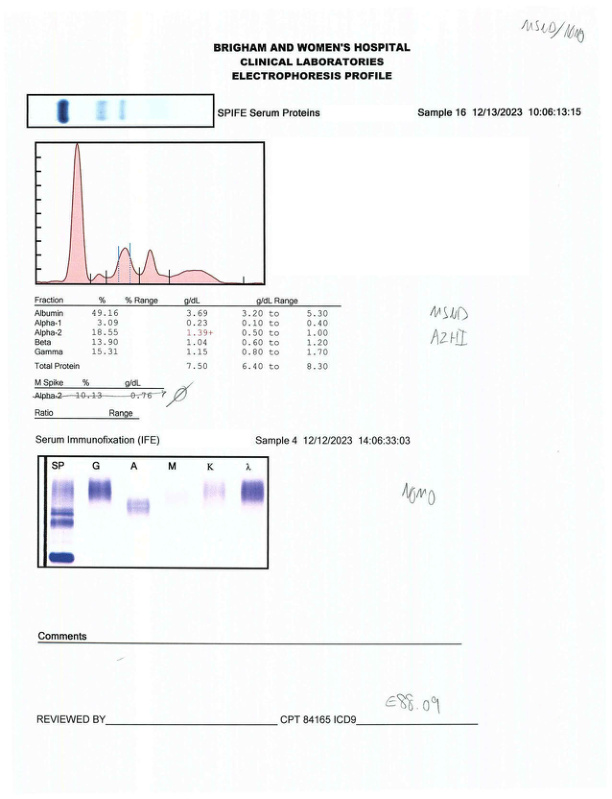 MSND/NGMO
BRIGHAM AND WOMEN'S HOSPITAL
CLINICAL LABORATORIES
ELECTROPHORESIS PROFILE
SPIFE Serum Proteins Sample 16 12/13/2023 10:06:13:15
Fraction % % Range g/dL g/dL Range
Albumin 49.16 3.69 3.20 to 5.30
Alpha-1 3.09 0.23 0.10 to 0.40
Alpha-2 18.55 1.39+ 0.50 to 1.00
Beta 13.90 1.04 0.60 to 1.20
Gamma 15.31 1.15 0.80 to 1.70
Total Protein 7.50 6.40 to 8.30
MSND
A2HI
M Spike % g/dL
Alpha-2 10.13 0.76
Ratio Range
Serum Immunofixation (IFE) Sample 4 12/12/2023 14:06:33:03
SP G A M K λ
NGMO
Comments
E88.09
REVIEWED BY CPT 84165 ICD9